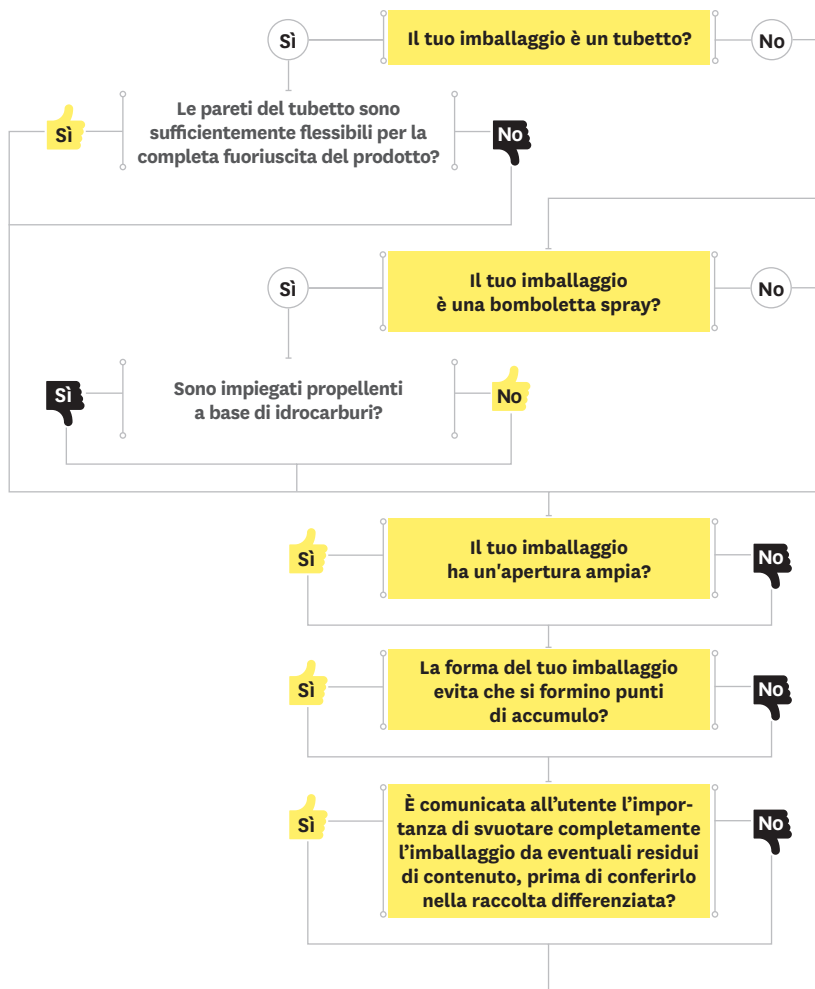 Sì
Il tuo imballaggio è un tubetto?
No
Sì
Le pareti del tubetto sono
sufficientemente flessibili per la
completa fuoriuscita del prodotto?
No
Sì
Il tuo imballaggio
è una bomboletta spray?
No
Sì
Sono impiegati propellenti
a base di idrocarburi?
No
Sì
Il tuo imballaggio
ha un'apertura ampia?
No
Sì
La forma del tuo imballaggio
evita che si formino punti
di accumulo?
No
Sì
È comunicata all’utente l’impor-
tanza di svuotare completamente
l’imballaggio da eventuali residui
di contenuto, prima di conferirlo
nella raccolta differenziata?
No